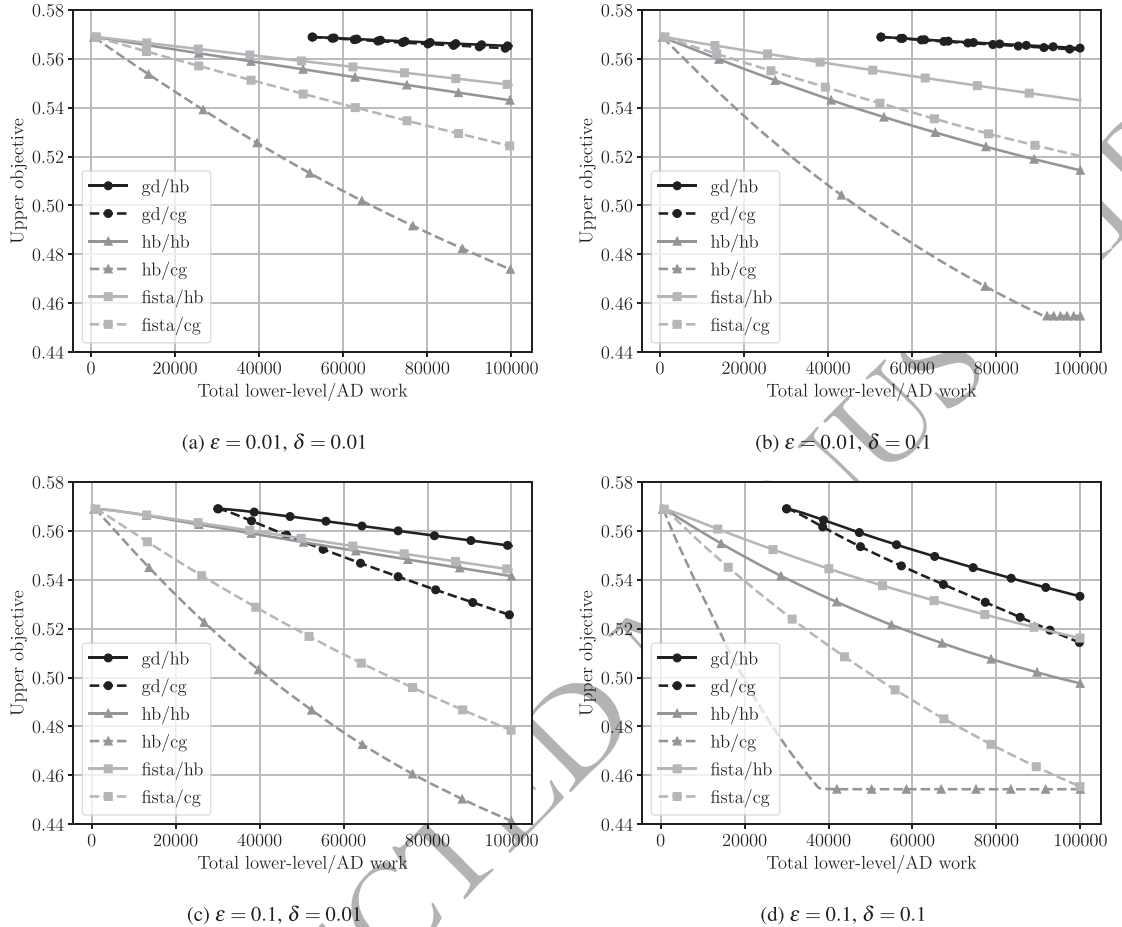 0.58
0.56
0.54
0.52
0.50
0.48
0.46
0.44
Upper objective
gd/hb
gd/cg
hb/hb
hb/cg
fista/hb
fista/cg
0 20000 40000 60000 80000 100000
Total lower-level/AD work
(a) ε = 0.01, δ = 0.01
0.58
0.56
0.54
0.52
0.50
0.48
0.46
0.44
Upper objective
gd/hb
gd/cg
hb/hb
hb/cg
fista/hb
fista/cg
0 20000 40000 60000 80000 100000
Total lower-level/AD work
(b) ε = 0.01, δ = 0.1
0.58
0.56
0.54
0.52
0.50
0.48
0.46
0.44
Upper objective
gd/hb
gd/cg
hb/hb
hb/cg
fista/hb
fista/cg
0 20000 40000 60000 80000 100000
Total lower-level/AD work
(c) ε = 0.1, δ = 0.01
0.58
0.56
0.54
0.52
0.50
0.48
0.46
0.44
Upper objective
gd/hb
gd/cg
hb/hb
hb/cg
fista/hb
fista/cg
0 20000 40000 60000 80000 100000
Total lower-level/AD work
(d) ε = 0.1, δ = 0.1